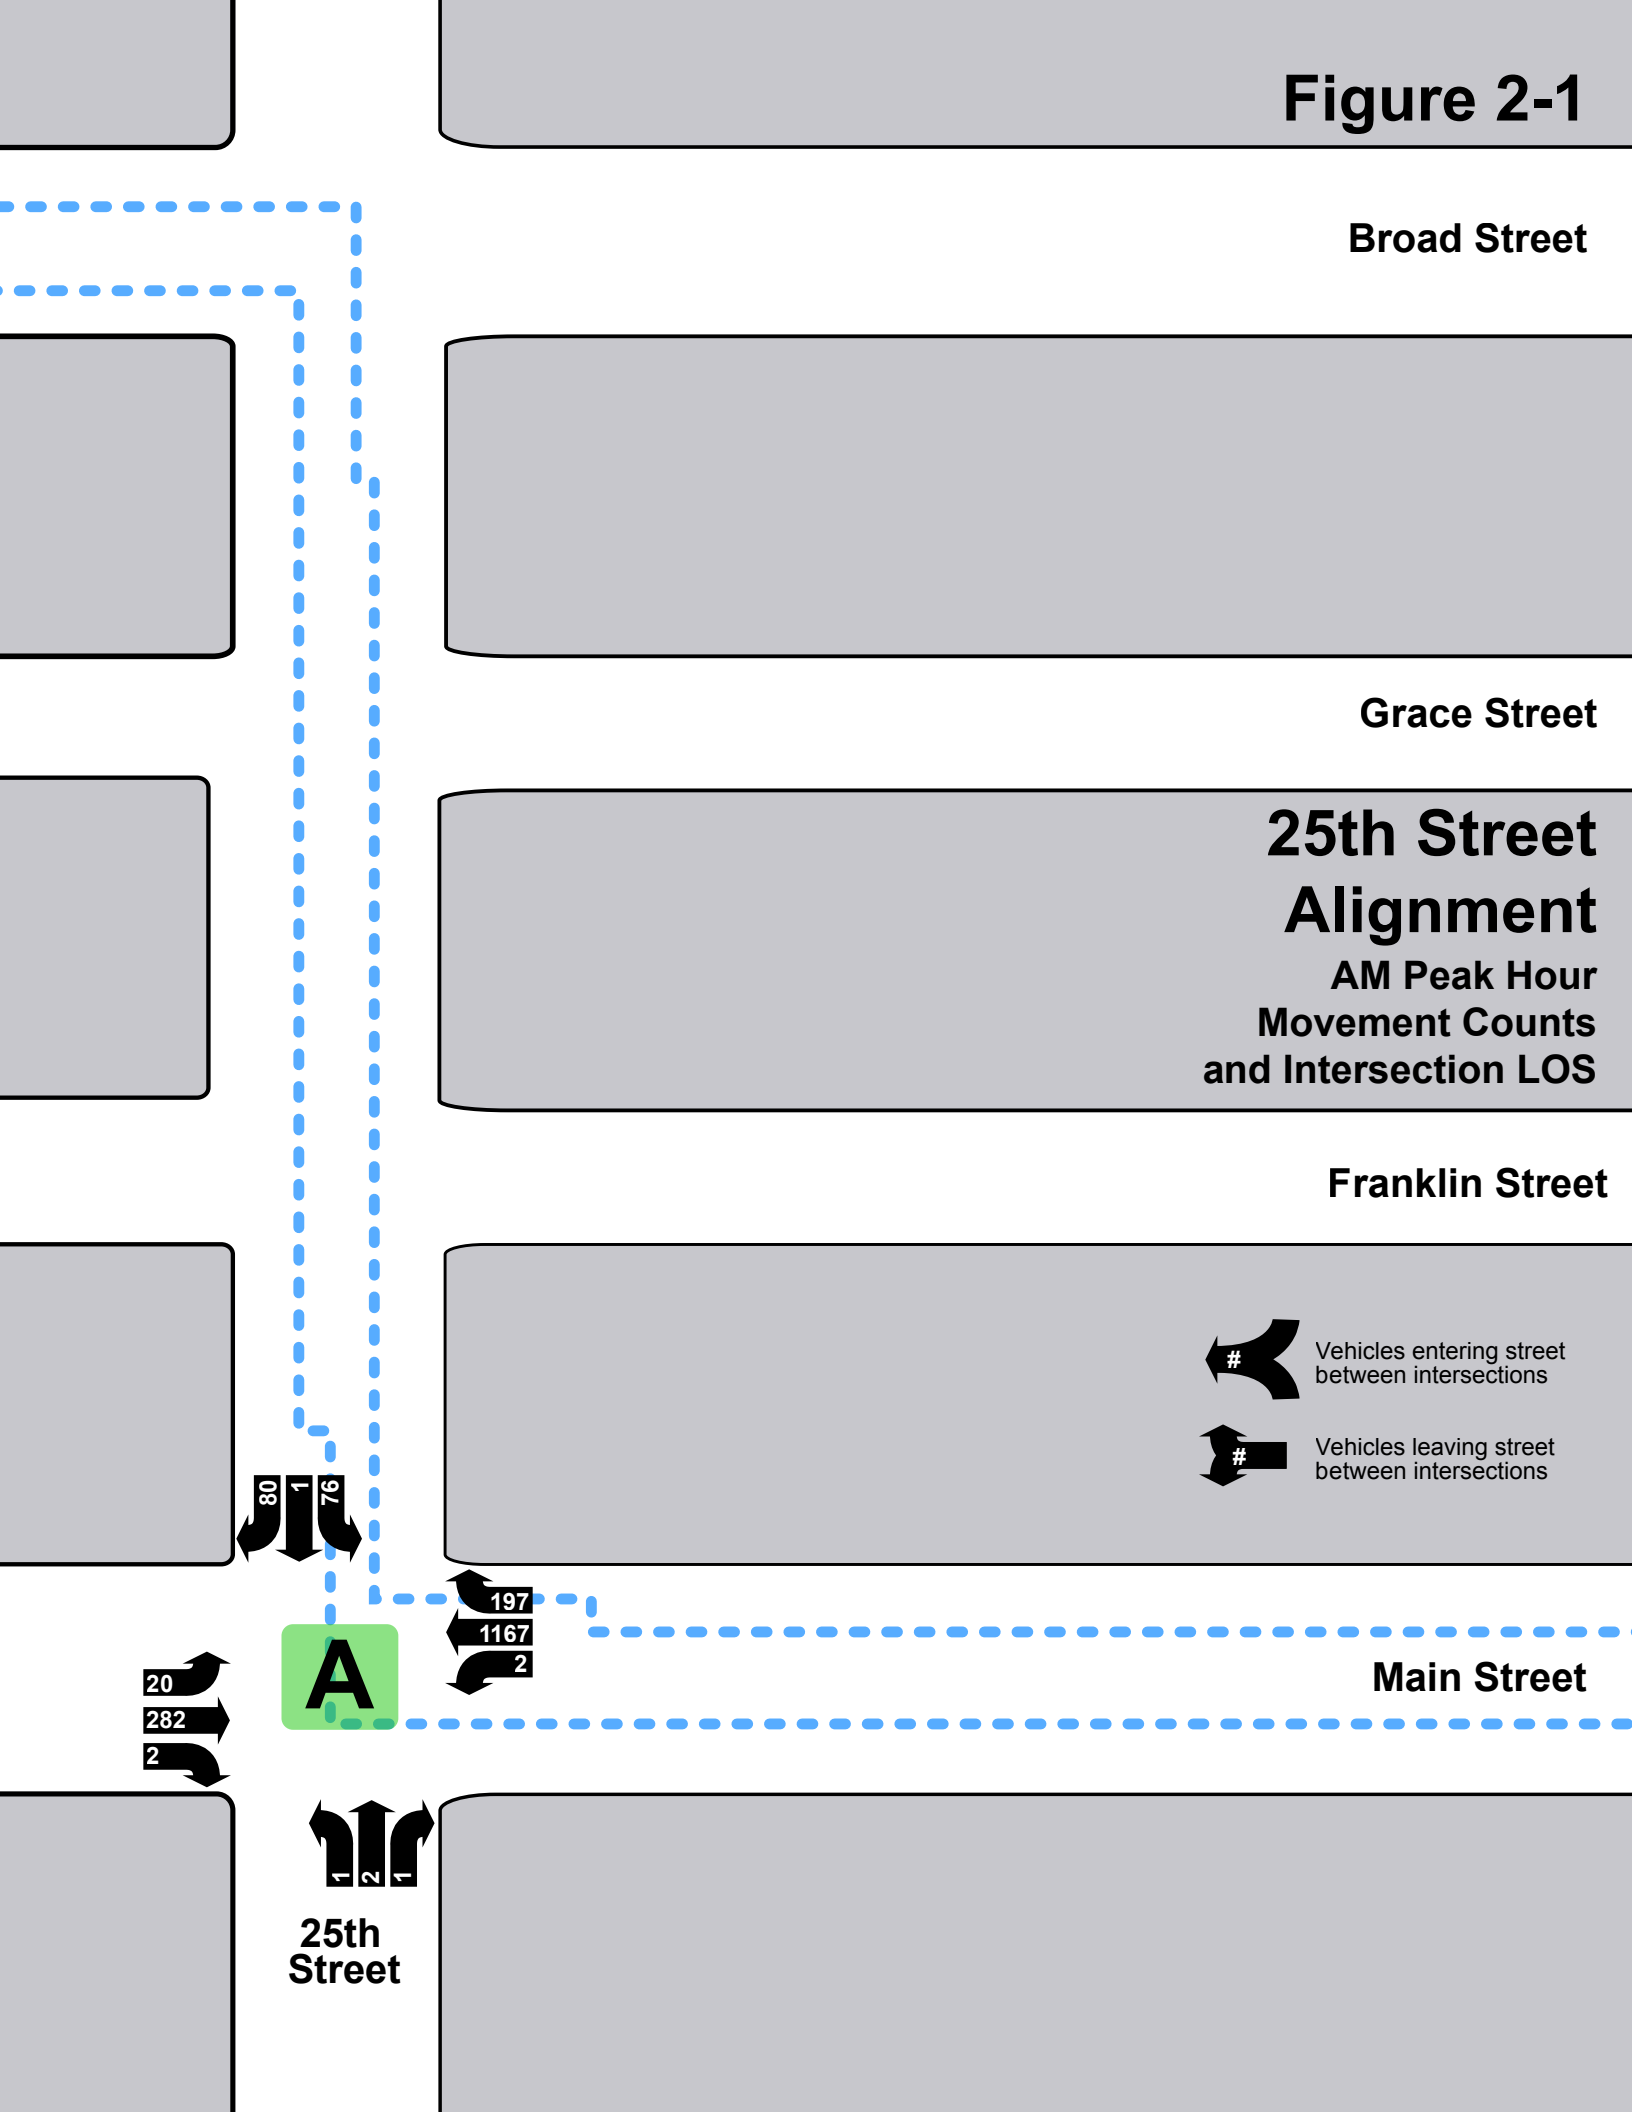 Figure 2-1
Broad Street
Grace Street
25th Street
Alignment
AM Peak Hour
Movement Counts
and Intersection LOS
Franklin Street
#
Vehicles entering street
between intersections
#
Vehicles leaving street
between intersections
80
1
76
197
1167
2
A
20
282
2
Main Street
1
2
1
25th
Street